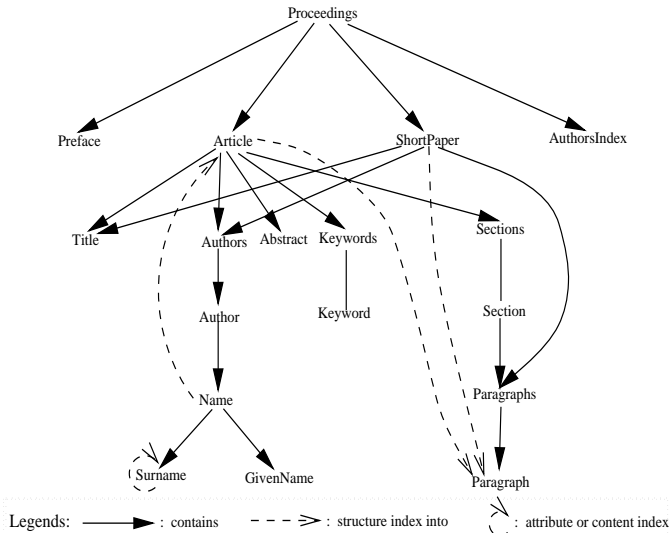 Proceedings
Preface Article ShortPaper AuthorsIndex
Title Authors Abstract Keywords Sections
Author Keyword Section
Name Paragraphs
Surname GivenName Paragraph
Legends: : contains : structure index into : attribute or content index